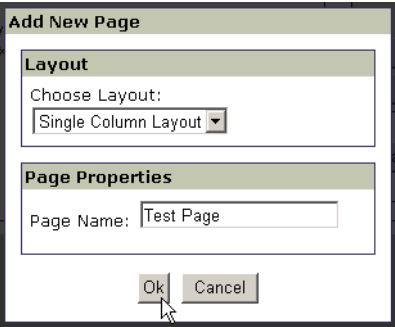 Add New Page
Layout
Choose Layout:
Single Column Layout
Page Properties
Page Name: Test Page
Ok Cancel